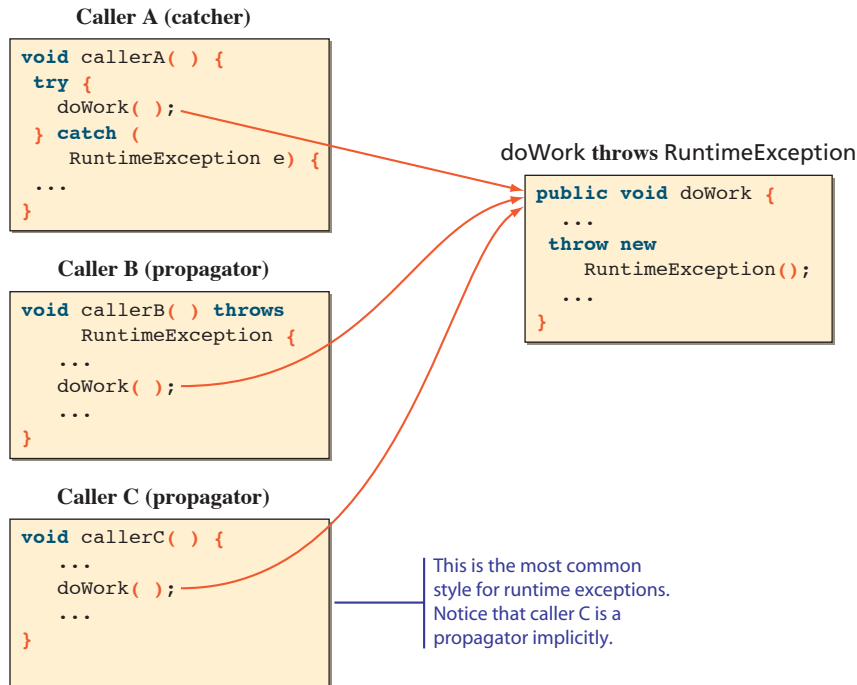 Caller A (catcher)
void callerA( ) {
try {
doWork( );
} catch (
RuntimeException e) {
...
}
Caller B (propagator)
void callerB( ) throws
RuntimeException {
...
doWork( );
...
}
Caller C (propagator)
void callerC( ) {
...
doWork( );
...
}
doWork throws RuntimeException
public void doWork {
...
throw new
RuntimeException();
...
}
This is the most common
style for runtime exceptions.
Notice that caller C is a
propagator implicitly.